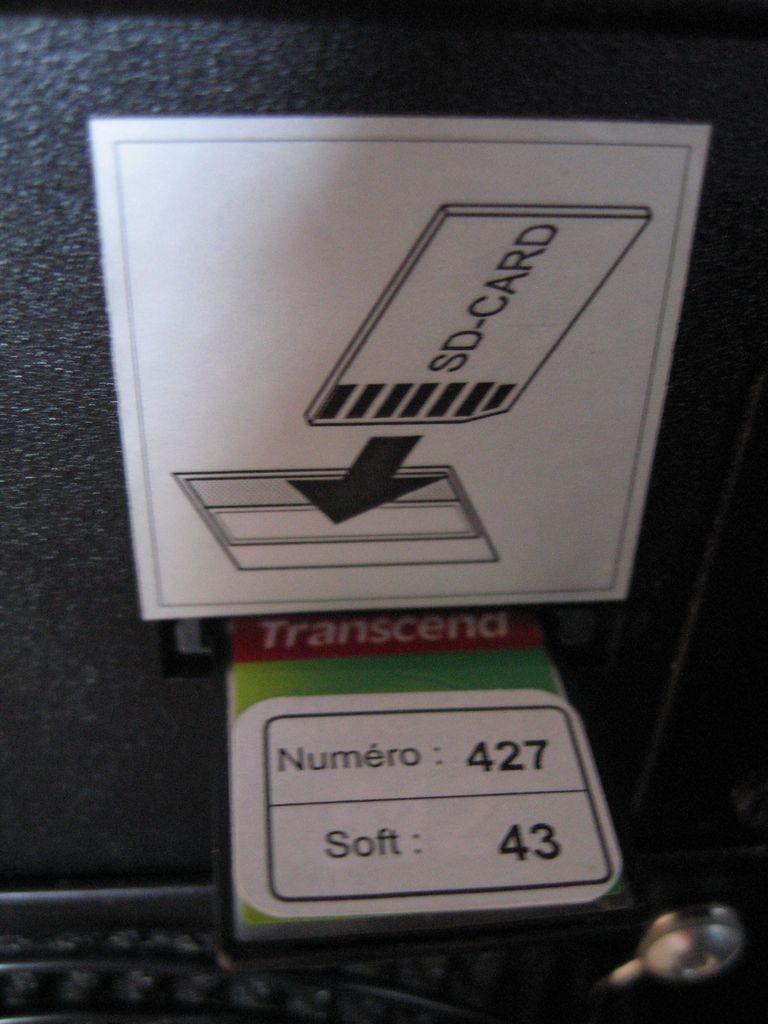 SD-CARD
Transcend
Numéro : 427
Soft : 43